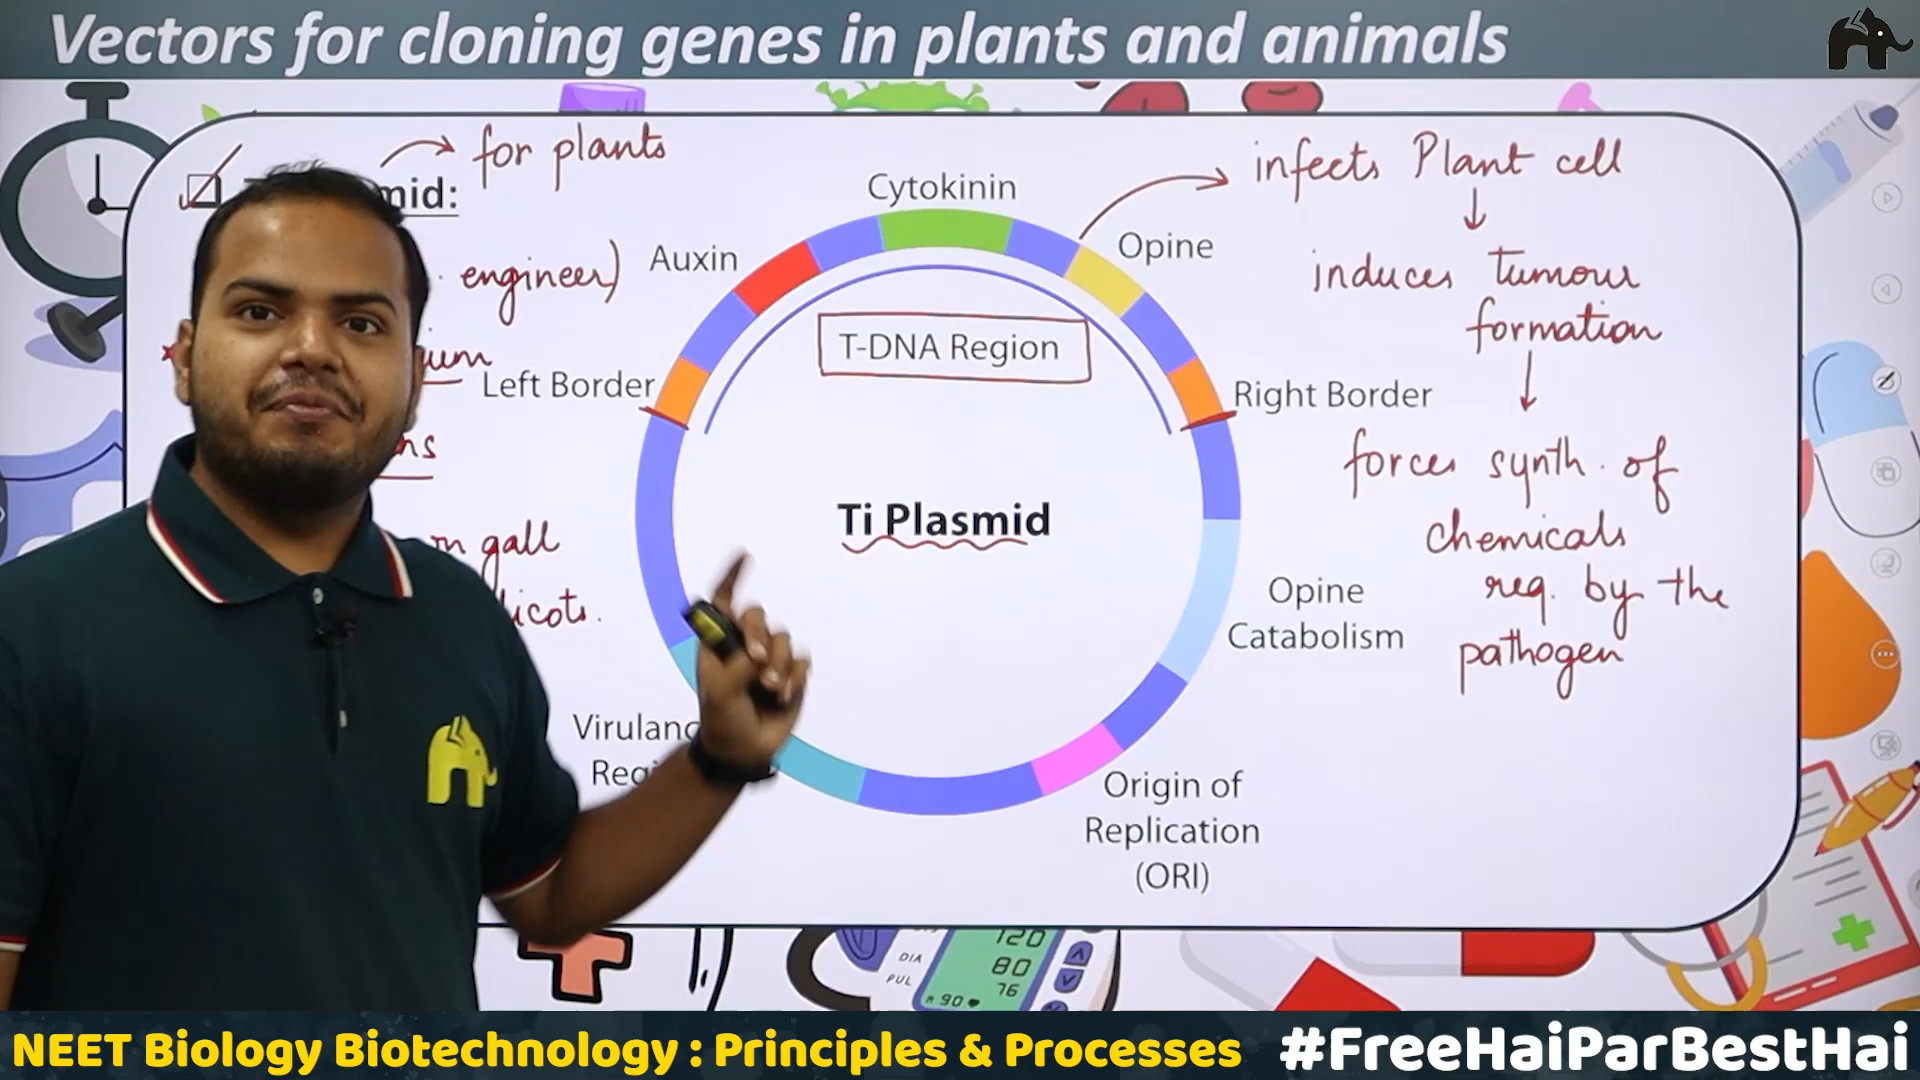 Vectors for cloning genes in plants and animals
for plants
mid:
engineer)
gall
Cytokinin
Auxin
Opine
Left Border
Right Border
T-DNA Region
Ti Plasmid
Opine
Catabolism
Origin of
Replication
(ORI)
infects Plant cell
induces tumour
formation
forces synth. of
chemicals
req. by the
pathogen
120
DIA
80
PUL
76
90
NEET Biology Biotechnology : Principles & Processes
#FreeHaiParBestHai